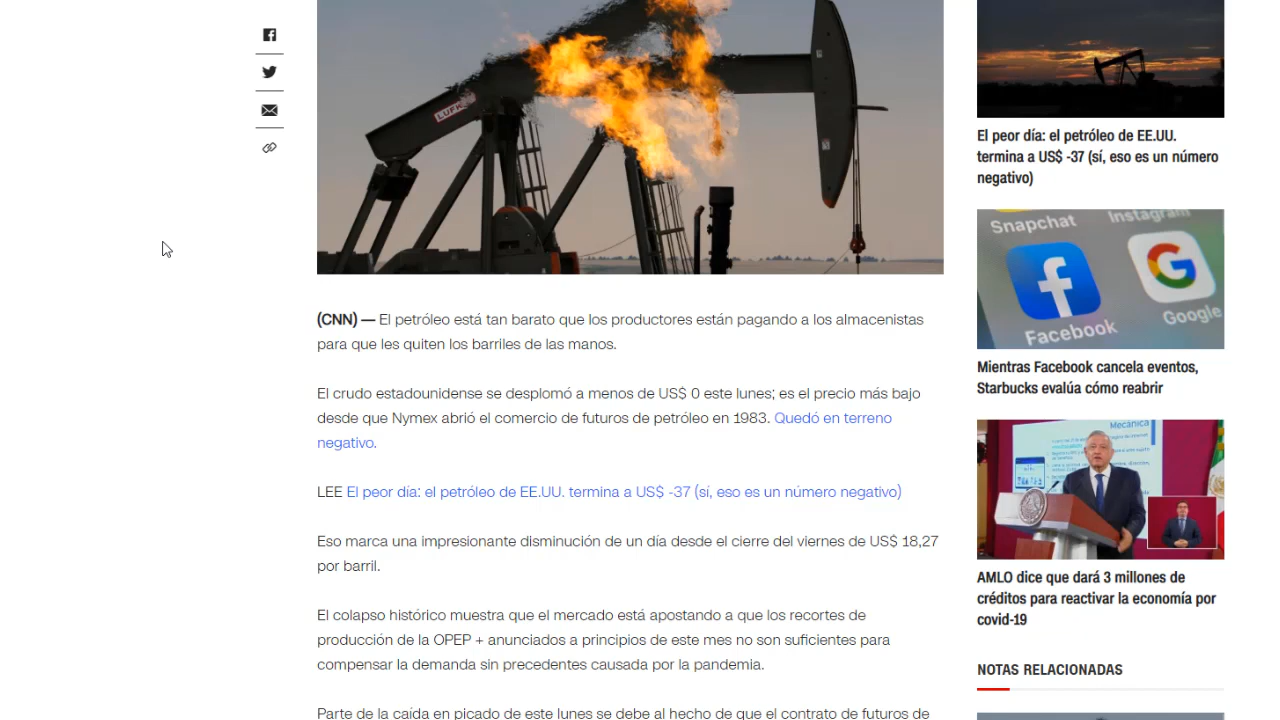 LUFKIN
(CNN) — El petróleo está tan barato que los productores están pagando a los almacenistas
para que les quiten los barriles de las manos.
El crudo estadounidense se desplomó a menos de US$ 0 este lunes; es el precio más bajo
desde que Nymex abrió el comercio de futuros de petróleo en 1983. Quedó en terreno
negativo.
LEE El peor día: el petróleo de EE.UU. termina a US$ -37 (sí, eso es un número negativo)
Eso marca una impresionante disminución de un día desde el cierre del viernes de US$ 18,27
por barril.
El colapso histórico muestra que el mercado está apostando a que los recortes de
producción de la OPEP + anunciados a principios de este mes no son suficientes para
compensar la demanda sin precedentes causada por la pandemia.
Parte de la caída en picado de este lunes se debe al hecho de que el contrato de futuros de
El peor día: el petróleo de EE.UU.
termina a US$ -37 (sí, eso es un número
negativo)
Snapchat
Instagram
Facebook
Google
Mientras Facebook cancela eventos,
Starbucks evalúa cómo reabrir
Mecánica
AMLO dice que dará 3 millones de
créditos para reactivar la economía por
covid-19
NOTAS RELACIONADAS